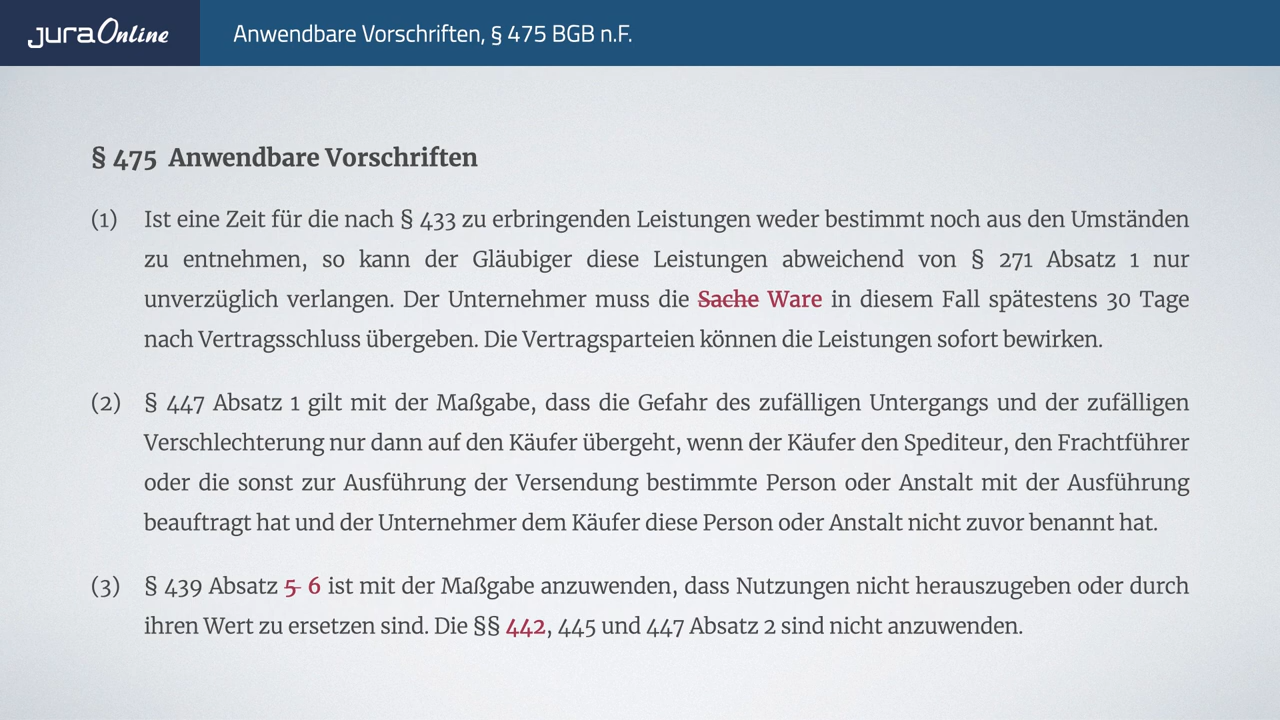 juraOnline
Anwendbare Vorschriften, § 475 BGB n.F.
§ 475 Anwendbare Vorschriften
(1) Ist eine Zeit für die nach § 433 zu erbringenden Leistungen weder bestimmt noch aus den Umständen
zu entnehmen, so kann der Gläubiger diese Leistungen abweichend von § 271 Absatz 1 nur
unverzüglich verlangen. Der Unternehmer muss die Sache Ware in diesem Fall spätestens 30 Tage
nach Vertragsschluss übergeben. Die Vertragsparteien können die Leistungen sofort bewirken.
(2) § 447 Absatz 1 gilt mit der Maßgabe, dass die Gefahr des zufälligen Untergangs und der zufälligen
Verschlechterung nur dann auf den Käufer übergeht, wenn der Käufer den Spediteur, den Frachtführer
oder die sonst zur Ausführung der Versendung bestimmte Person oder Anstalt mit der Ausführung
beauftragt hat und der Unternehmer dem Käufer diese Person oder Anstalt nicht zuvor benannt hat.
(3) § 439 Absatz 5 6 ist mit der Maßgabe anzuwenden, dass Nutzungen nicht herauszugeben oder durch
ihren Wert zu ersetzen sind. Die §§ 442, 445 und 447 Absatz 2 sind nicht anzuwenden.